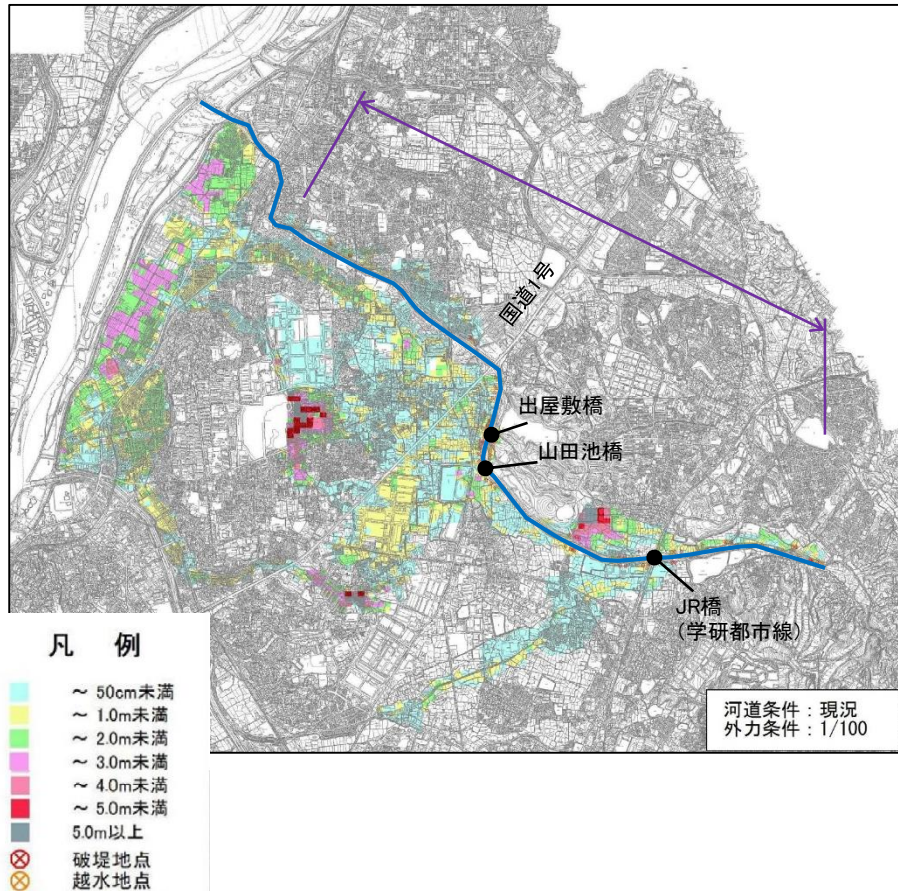 国道1号
出屋敷橋
山田池橋
JR橋
（学研都市線）
河道条件：現況
外力条件：1/100
凡　例
～ 50cm未満
～ 1.0m未満
～ 2.0m未満
～ 3.0m未満
～ 4.0m未満
～ 5.0m未満
5.0m以上
破堤地点
越水地点